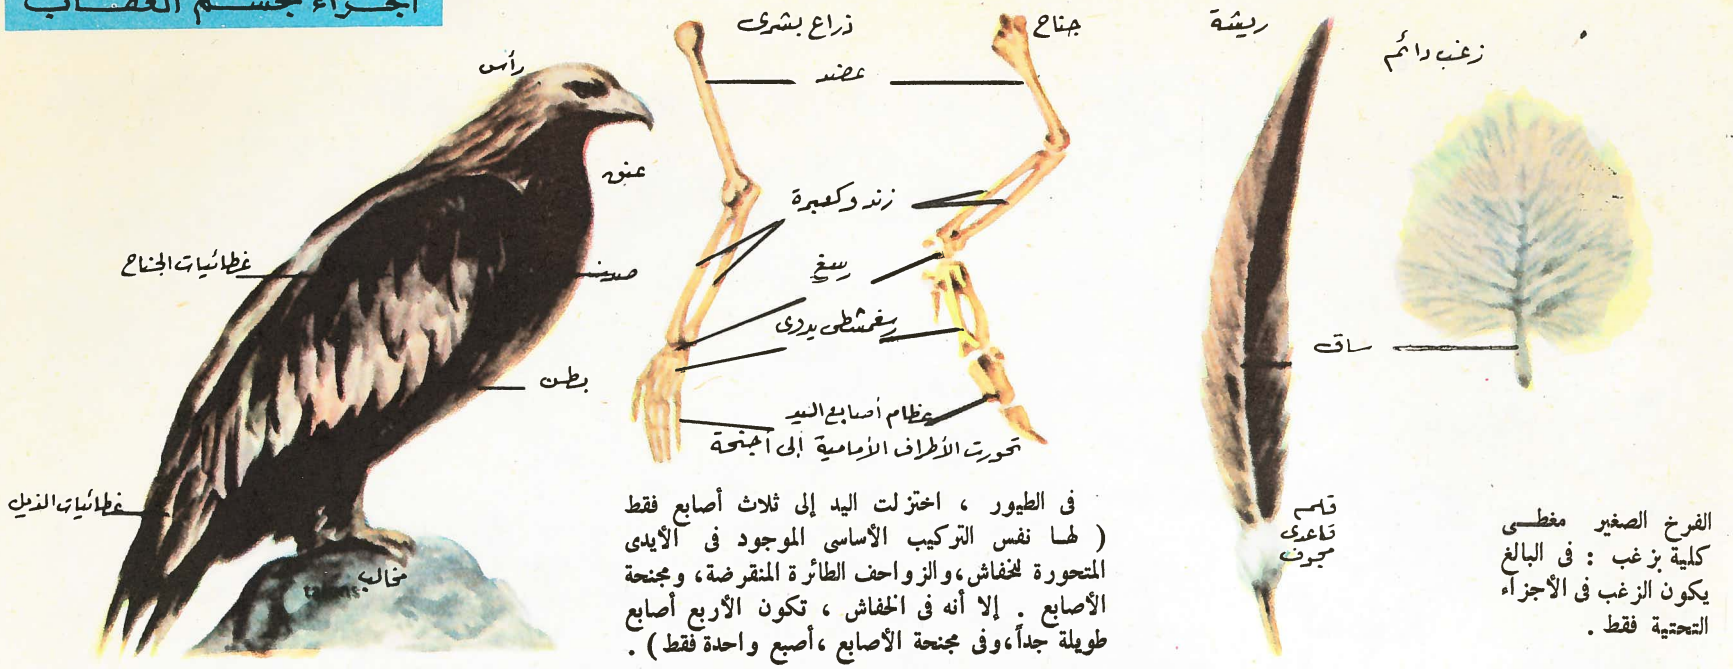 أجزاء بجسم العقاب
رأس
عنق
غطائيات الجناح
صدر
بطن
غطائيات الذيل
مخالب
talons
ذراع بشرى
جناح
عضد
زند وكعبرة
رسغ
رسغمشطى يدوى
عظام أصابع اليد
تحورت الأطراف الأمامية إلى أجنحة
فى الطيور ، اختزلت اليد إلى ثلاث أصابع فقط
( لها نفس التركيب الأساسى الموجود فى الأيدى
المتحورة للخفاش، والزواحف الطائرة المنقرضة، ومجنحة
الأصابع . إلا أنه فى الخفاش ، تكون الأربع أصابع
طويلة جداً، وفى مجنحة الأصابع ، أصبع واحدة فقط ) .
ريشة
زغب دائم
ساق
قلم
قاعدى
مجوف
الفرخ الصغير مغطى
كلية بزغب : فى البالغ
يكون الزغب فى الأجزاء
التحتية فقط .